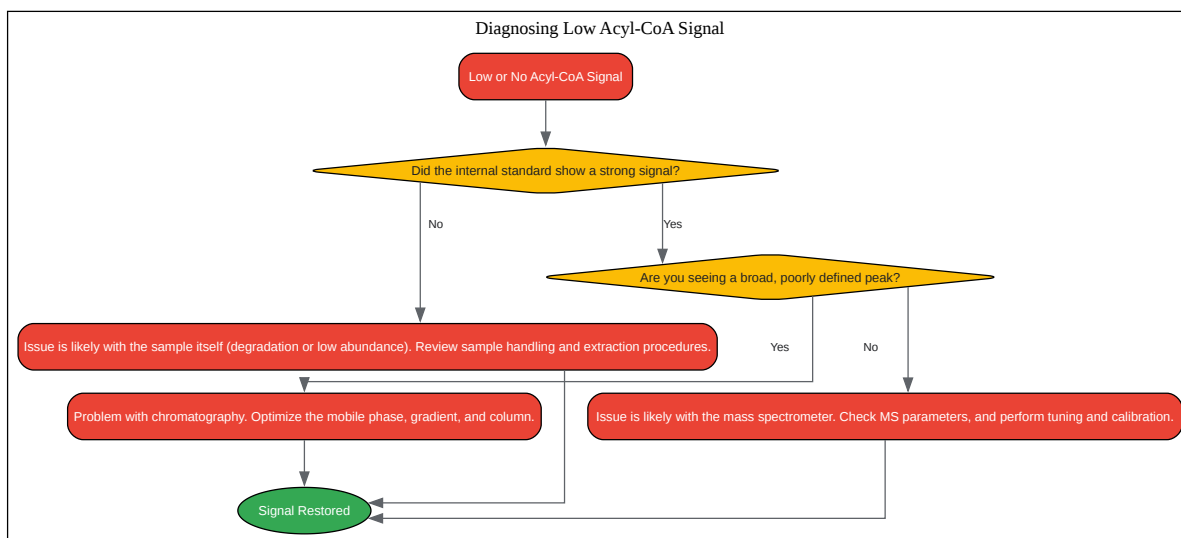 Diagnosing Low Acyl-CoA Signal
Low or No Acyl-CoA Signal
Did the internal standard show a strong signal?
No
Yes
Are you seeing a broad, poorly defined peak?
Issue is likely with the sample itself (degradation or low abundance). Review sample handling and extraction procedures.
Yes
No
Problem with chromatography. Optimize the mobile phase, gradient, and column.
Issue is likely with the mass spectrometer. Check MS parameters, and perform tuning and calibration.
Signal Restored